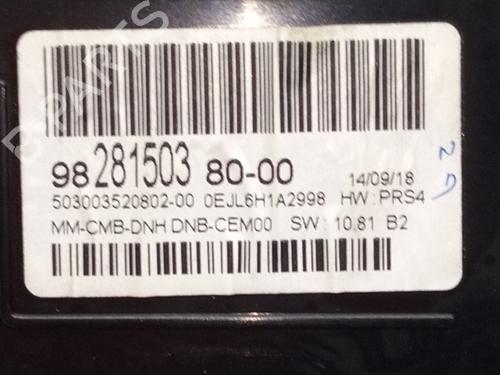 98 281503 80-00
14/09/18
503003520802-00 0EJL6H1A2998 HW:PRS4
MM-CMB-DNH DNB-CEM00 SW: 10.81 B2
B-PARTS